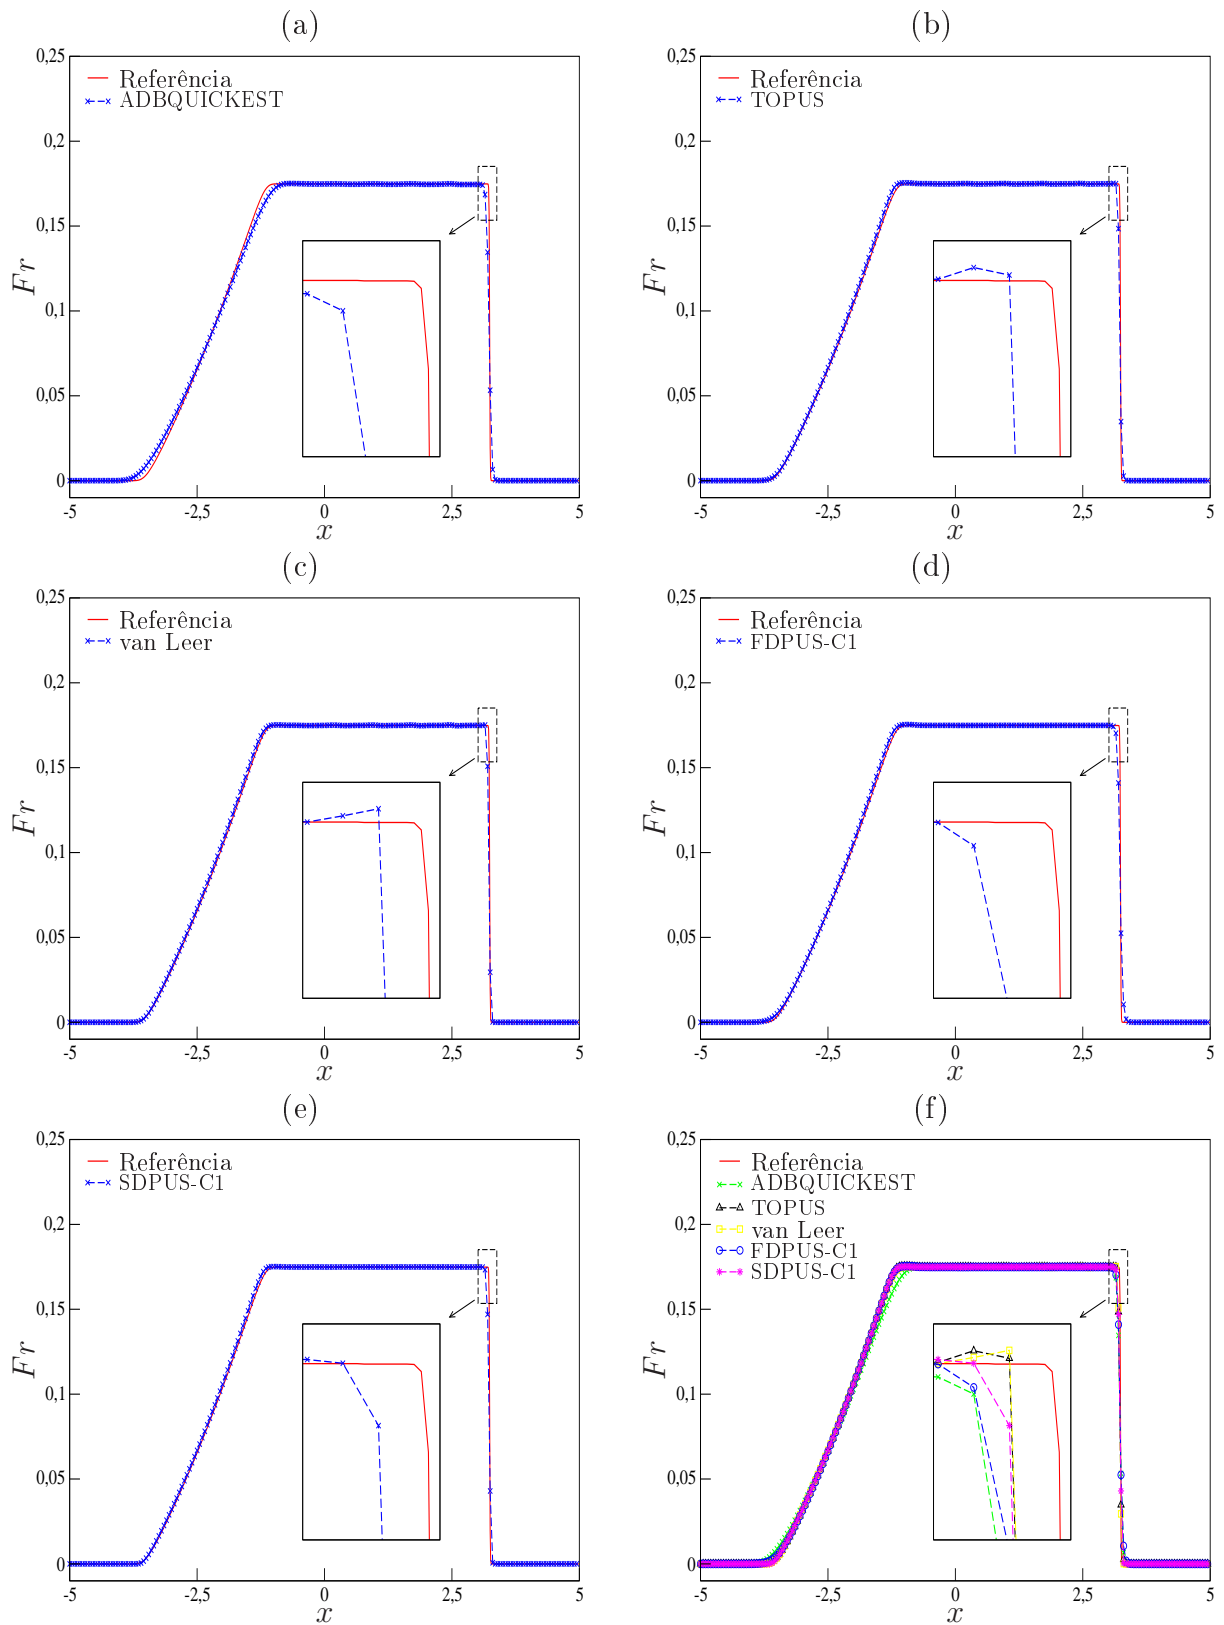 (a)
0,25
Referência
ADBQUICKEST
0,2
0,15
Fr
0,1
0,05
0
-5
-2,5
0
2,5
5
x
(b)
0,25
Referência
TOPUS
0,2
0,15
Fr
0,1
0,05
0
-5
-2,5
0
2,5
5
x
(c)
0,25
Referência
van Leer
0,2
0,15
Fr
0,1
0,05
0
-5
-2,5
0
2,5
5
x
(d)
0,25
Referência
FDPUS-C1
0,2
0,15
Fr
0,1
0,05
0
-5
-2,5
0
2,5
5
x
(e)
0,25
Referência
SDPUS-C1
0,2
0,15
Fr
0,1
0,05
0
-5
-2,5
0
2,5
5
x
(f)
0,25
Referência
ADBQUICKEST
TOPUS
van Leer
FDPUS-C1
SDPUS-C1
0,2
0,15
Fr
0,1
0,05
0
-5
-2,5
0
2,5
5
x